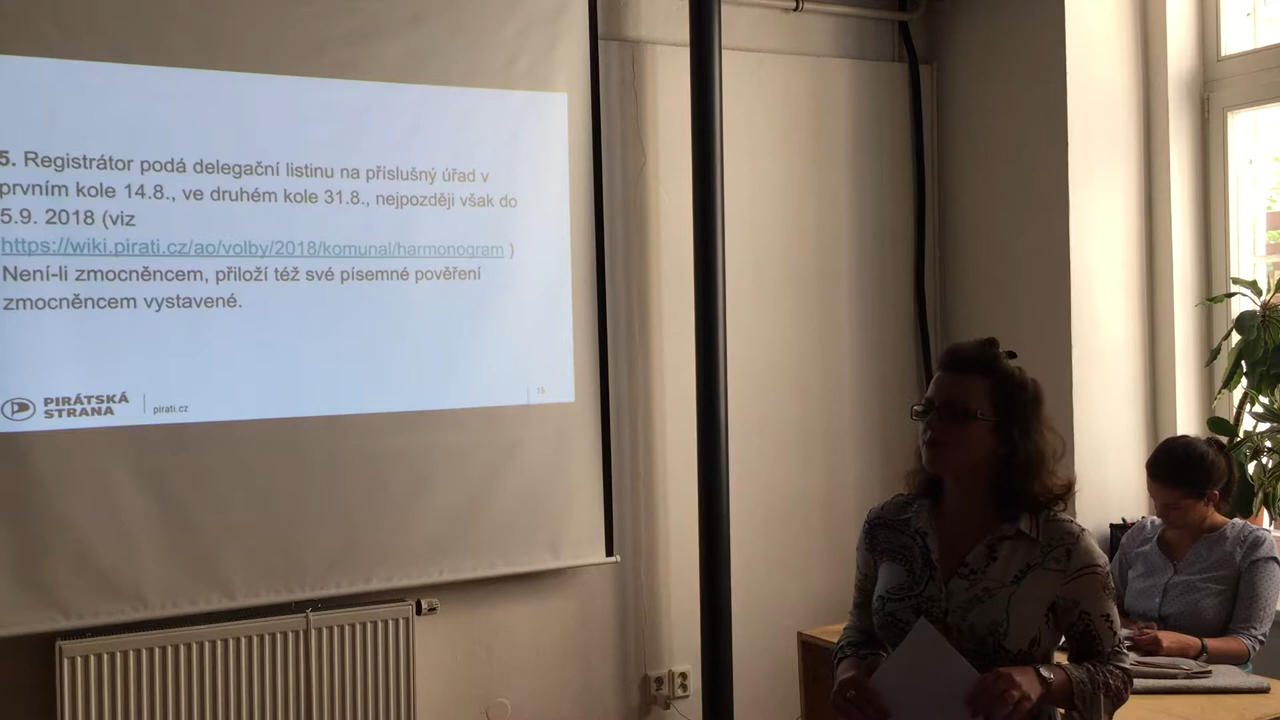 5. Registrátor podá delegační listinu na příslušný úřad v
prvním kole 14.8., ve druhém kole 31.8., nejpozději však do
5.9. 2018 (viz
https://wiki.pirati.cz/ao/volby/2018/komunal/harmonogram )
Není-li zmocněncem, přiloží též své písemné pověření
zmocněncem vystavené.
PIRÁTSKÁ
STRANA
pirati.cz
15